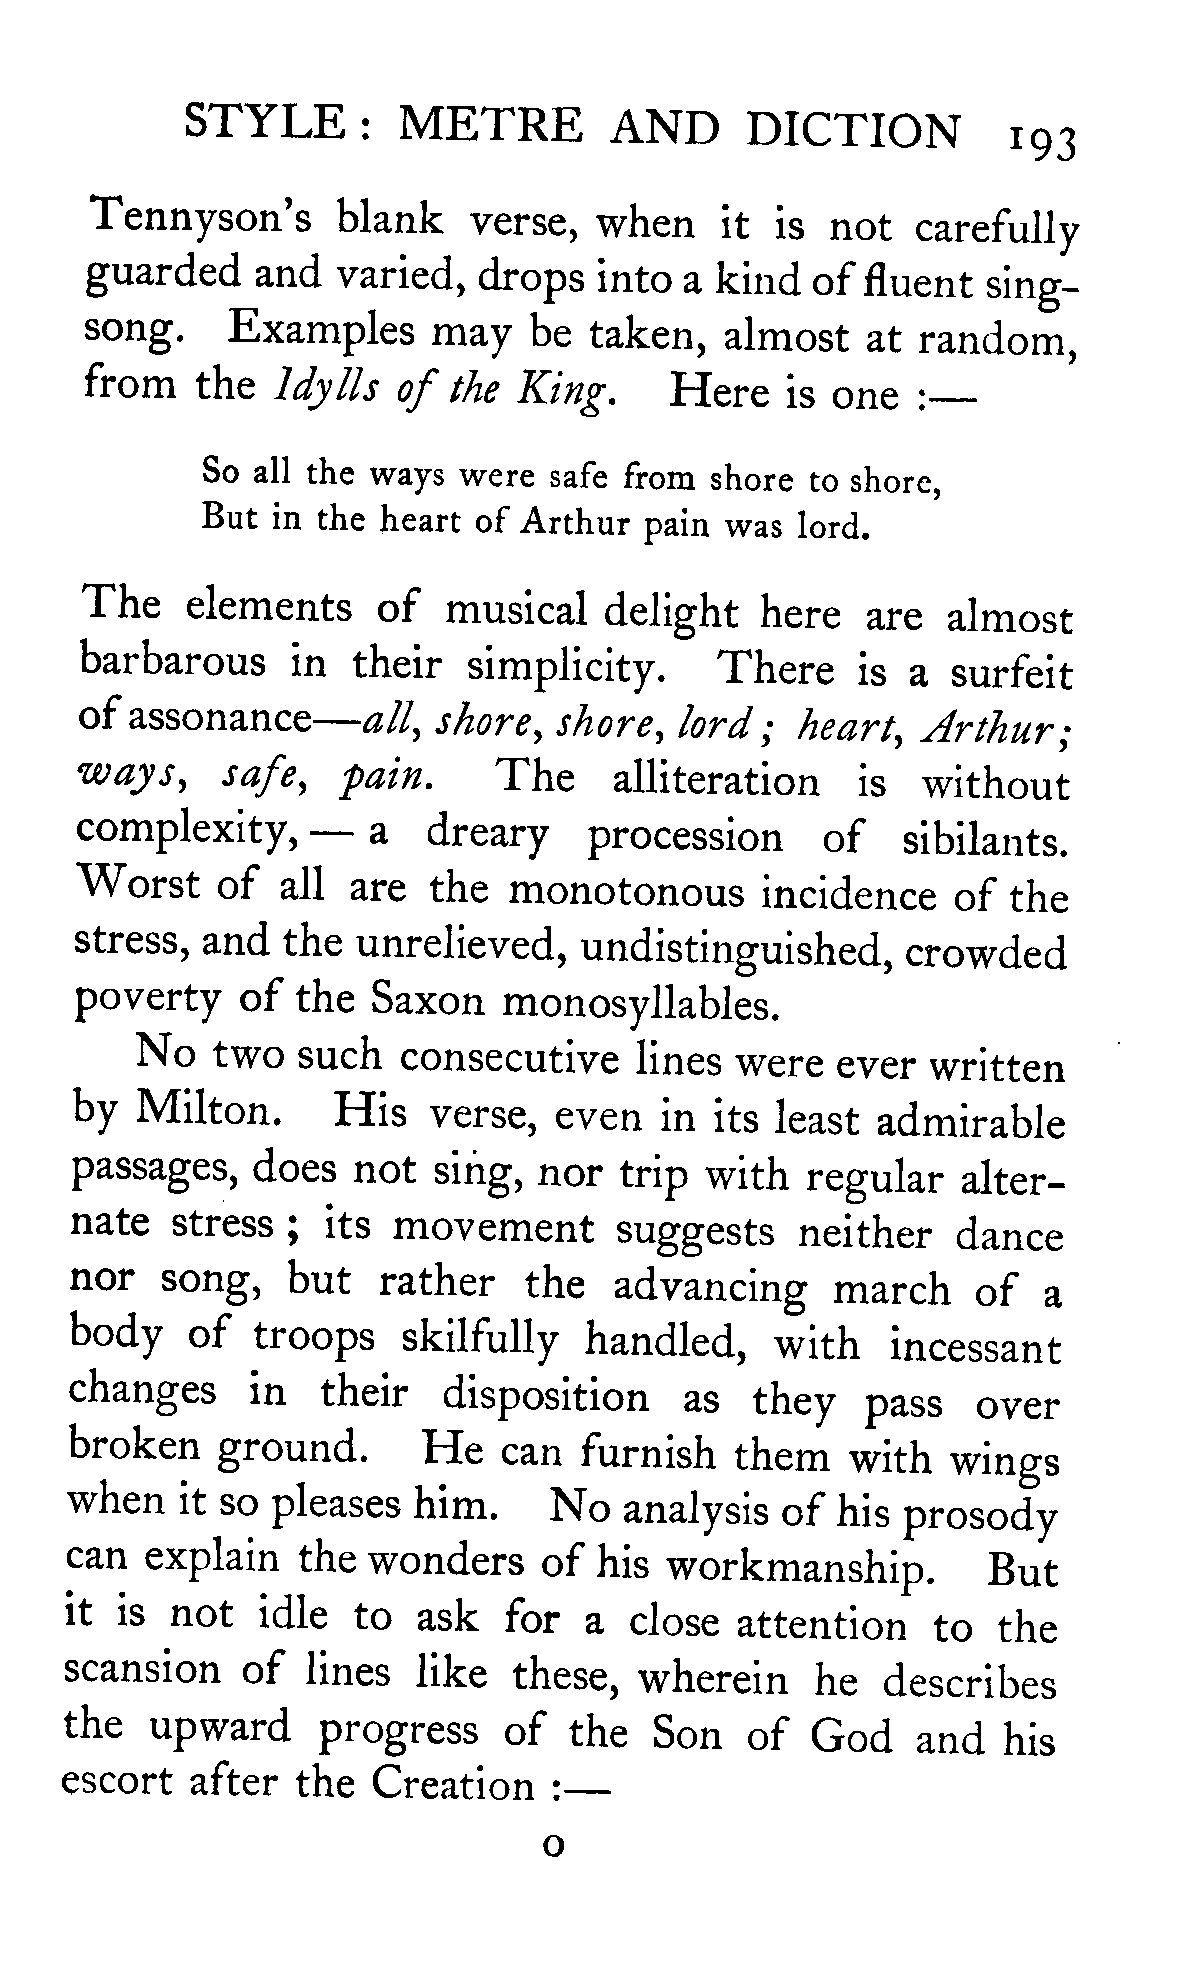 STYLE : METRE AND DICTION 193
Tennyson's blank verse, when it is not carefully
guarded and varied, drops into a kind of fluent sing-
song. Examples may be taken, almost at random,
from the Idylls of the King. Here is one :—
So all the ways were safe from shore to shore,
But in the heart of Arthur pain was lord.
The elements of musical delight here are almost
barbarous in their simplicity. There is a surfeit
of assonance—all, shore, shore, lord ; heart, Arthur ;
ways, safe, pain. The alliteration is without
complexity, — a dreary procession of sibilants.
Worst of all are the monotonous incidence of the
stress, and the unrelieved, undistinguished, crowded
poverty of the Saxon monosyllables.
No two such consecutive lines were ever written
by Milton. His verse, even in its least admirable
passages, does not sing, nor trip with regular alter-
nate stress ; its movement suggests neither dance
nor song, but rather the advancing march of a
body of troops skilfully handled, with incessant
changes in their disposition as they pass over
broken ground. He can furnish them with wings
when it so pleases him. No analysis of his prosody
can explain the wonders of his workmanship. But
it is not idle to ask for a close attention to the
scansion of lines like these, wherein he describes
the upward progress of the Son of God and his
escort after the Creation :—
O